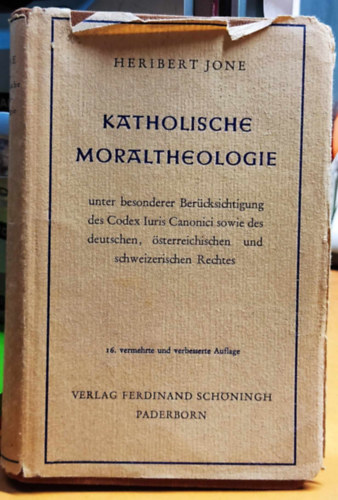 HERIBERT JONE
KATHOLISCHE
MORALTHEOLOGIE
unter besonderer Berücksichtigung
des Codex Iuris Canonici sowie des
deutschen, österreichischen und
schweizerischen Rechtes
16. vermehrte und verbesserte Auflage
VERLAG FERDINAND SCHÖNINGH
PADERBORN